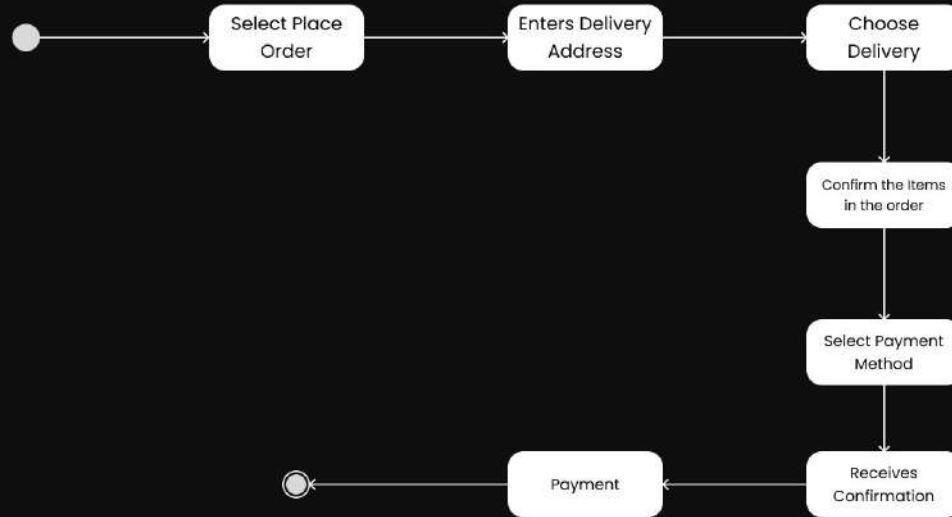 Select Place
Order
Enters Delivery
Address
Choose
Delivery
Confirm the Items
in the order
Select Payment
Method
Receives
Confirmation
Payment